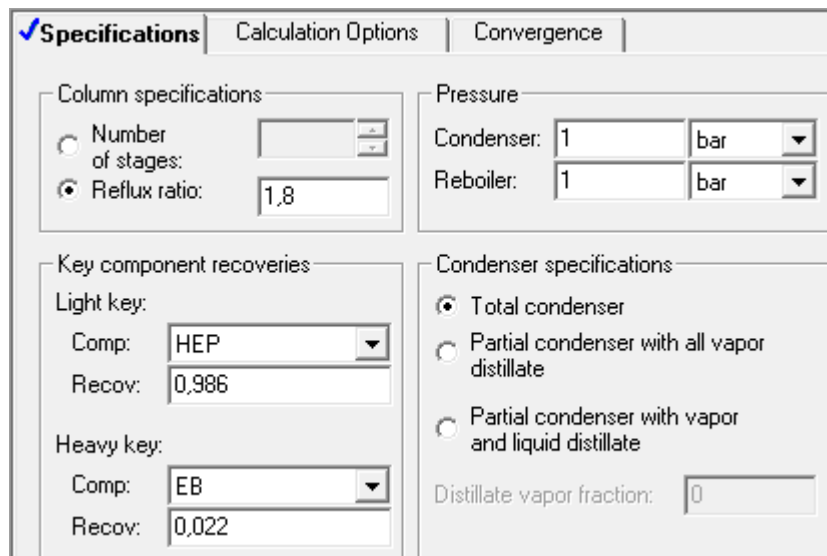 Specifications
Calculation Options
Convergence
Column specifications
Number
of stages:
Reflux ratio:
1,8
Pressure
Condenser: 1 bar
Reboiler: 1 bar
Key component recoveries
Light key:
Comp: HEP
Recov: 0,986
Heavy key:
Comp: EB
Recov: 0,022
Condenser specifications
Total condenser
Partial condenser with all vapor
distillate
Partial condenser with vapor
and liquid distillate
Distillate vapor fraction: 0